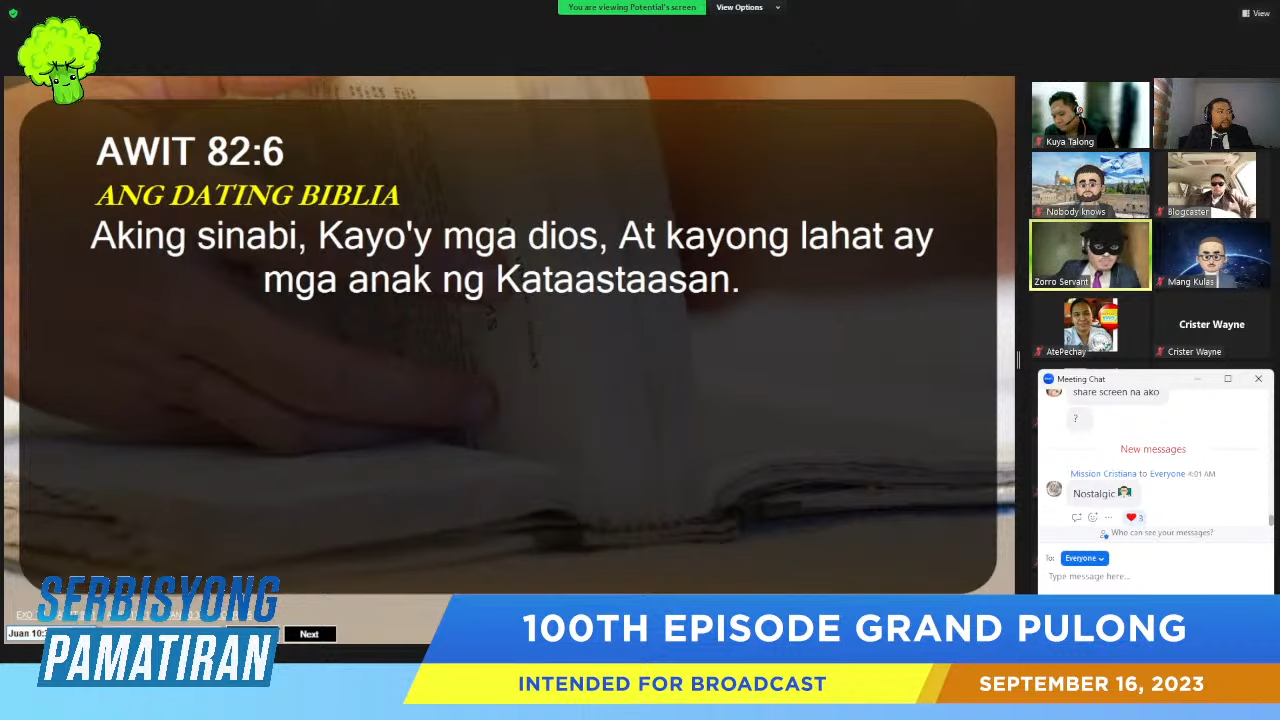 You are viewing Potential's screen
View Options
View
AWIT 82:6
ANG DATING BIBLIA
Aking sinabi, Kayo'y mga dios, At kayong lahat ay
mga anak ng Kataastaasan.
Kuya Talong
Nobody knows
Blogcaster
Zorro Servant
Mang Kulas
AtePechay
Crister Wayne
Crister Wayne
Meeting Chat
share screen na ako
?
New messages
Mission Cristiana to Everyone 4:01 AM
Nostalgic
3
Who can see your messages?
To: Everyone
Type message here...
Juan 10:
Next
SERBISYONG
PAMATIRAN
100TH EPISODE GRAND PULONG
INTENDED FOR BROADCAST
SEPTEMBER 16, 2023